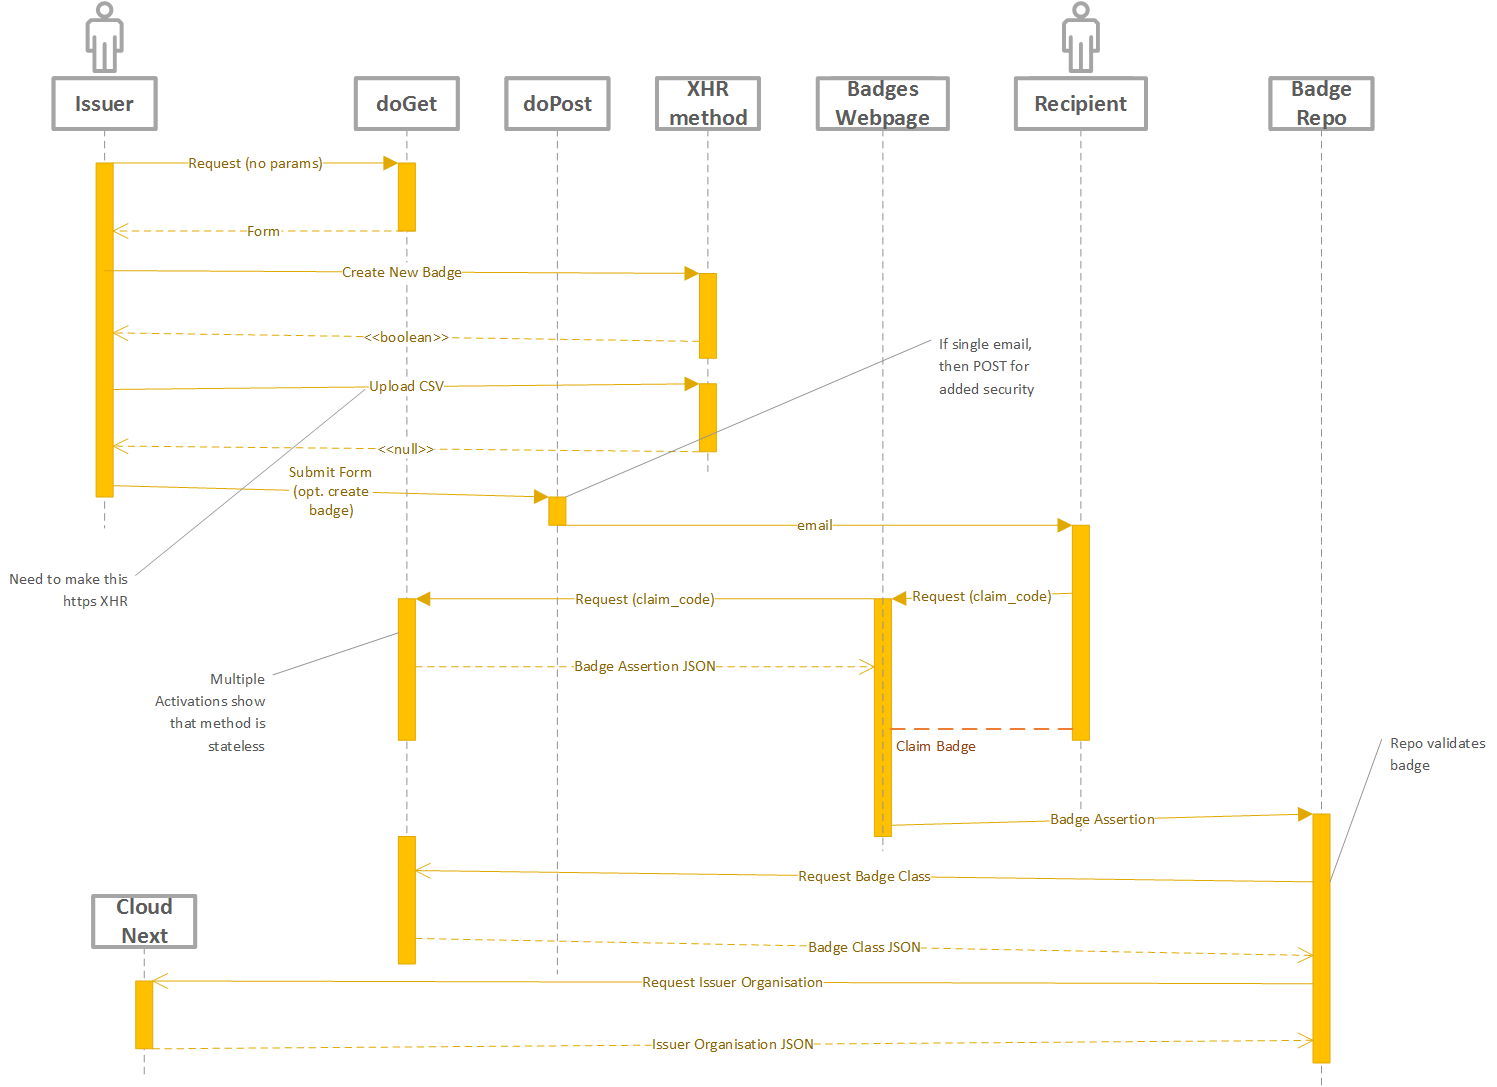 Issuer
doGet
doPost
XHR
method
Badges
Webpage
Recipient
Badge
Repo
Request (no params)
Form
Create New Badge
<<boolean>>
If single email,
then POST for
added security
Upload CSV
<<null>>
Submit Form
(opt. create
badge)
email
Need to make this
https XHR
Request (claim_code)
Request (claim_code)
Badge Assertion JSON
Multiple
Activations show
that method is
stateless
Claim Badge
Repo validates
badge
Badge Assertion
Request Badge Class
Cloud
Next
Badge Class JSON
Request Issuer Organisation
Issuer Organisation JSON